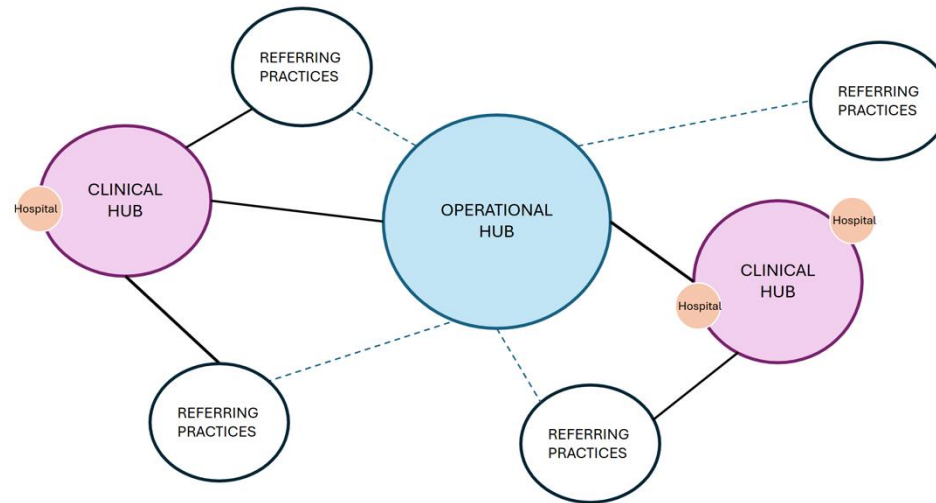 REFERRING
PRACTICES
REFERRING
PRACTICES
CLINICAL
HUB
Hospital
OPERATIONAL
HUB
Hospital
CLINICAL
HUB
Hospital
REFERRING
PRACTICES
REFERRING
PRACTICES